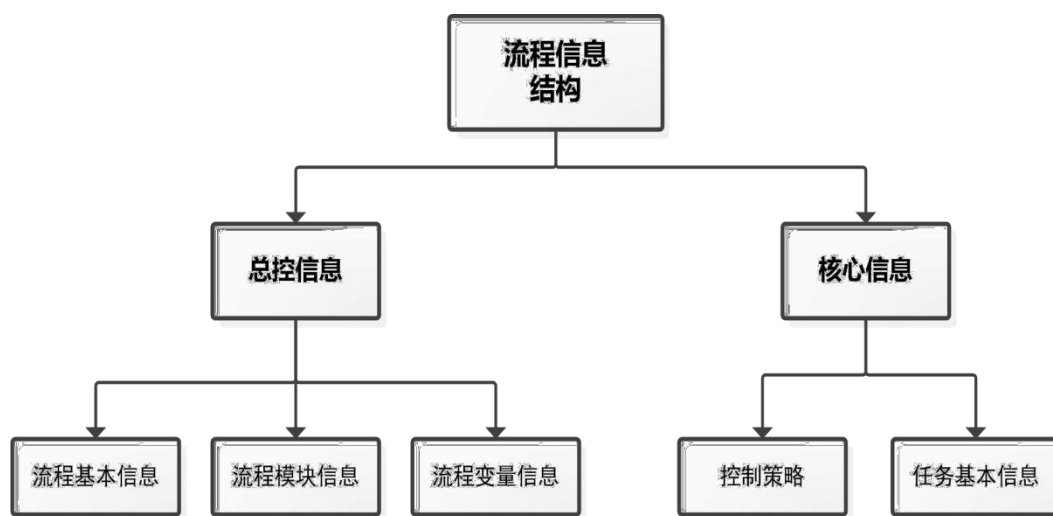 流程信息
结构
总控信息
核心信息
流程基本信息
流程模块信息
流程变量信息
控制策略
任务基本信息